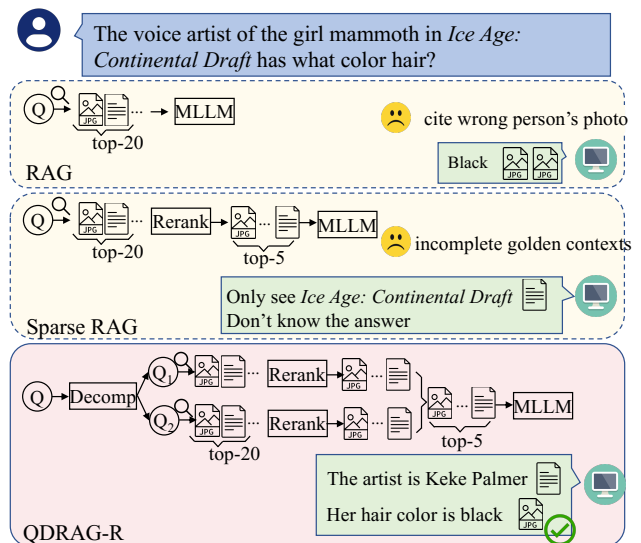 The voice artist of the girl mammoth in Ice Age:
Continental Draft has what color hair?
Q
JPG
...
MLLM
top-20
cite wrong person's photo
Black
JPG
JPG
RAG
Q
JPG
...
Rerank
JPG
...
MLLM
top-20
top-5
incomplete golden contexts
Only see Ice Age: Continental Draft
Don't know the answer
Sparse RAG
Q
Decomp
Q1
JPG
...
Rerank
JPG
...
Q2
JPG
...
Rerank
JPG
...
JPG
...
MLLM
top-20
top-5
The artist is Keke Palmer
Her hair color is black
JPG
QDRAG-R